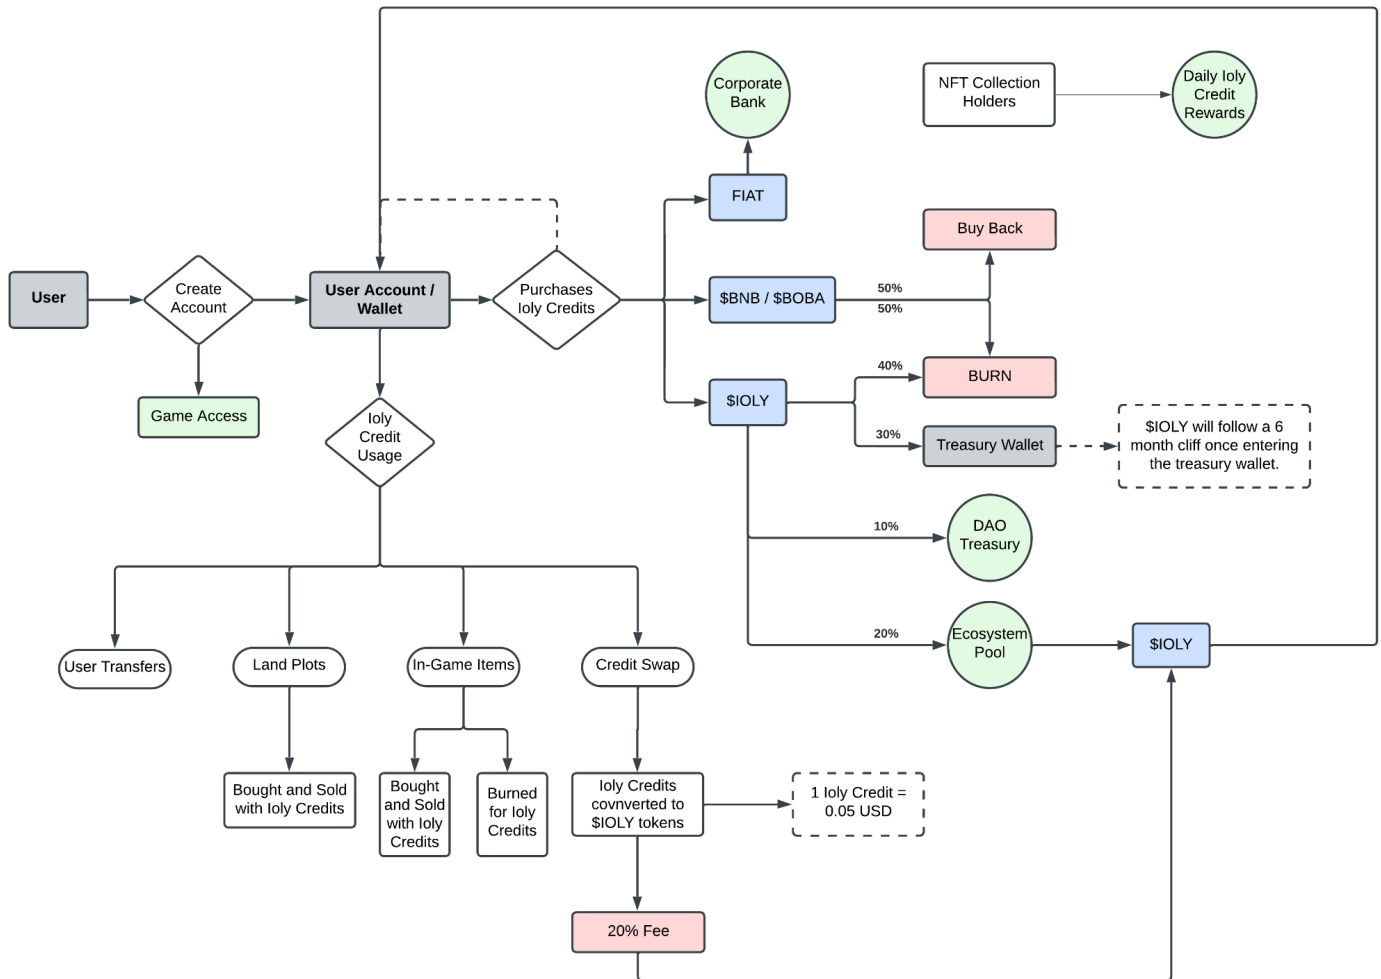 Corporate
Bank
NFT Collection
Holders
Daily Ioly
Credit
Rewards
FIAT
Buy Back
User
Create
Account
User Account /
Wallet
Purchases
Ioly Credits
$BNB / $BOBA
50%
50%
Game Access
Ioly
Credit
Usage
$IOLY
40%
BURN
30%
Treasury Wallet
$IOLY will follow a 6
month cliff once entering
the treasury wallet.
10%
DAO
Treasury
20%
Ecosystem
Pool
$IOLY
User Transfers
Land Plots
In-Game Items
Credit Swap
Bought and Sold
with Ioly Credits
Bought
and Sold
with Ioly
Credits
Burned
for Ioly
Credits
Ioly Credits
covnverted to
$IOLY tokens
1 Ioly Credit =
0.05 USD
20% Fee